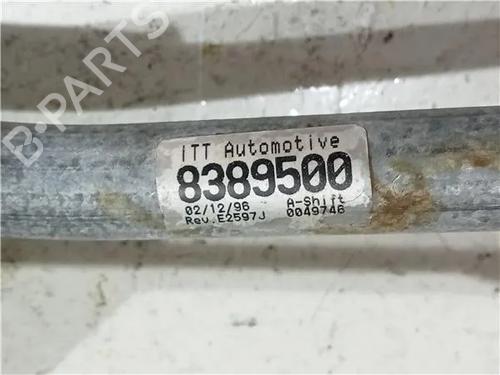 B-PARTS
ITT Automotive
8389500
02/12/96 A-Shift
Rev.E2597J 0049746